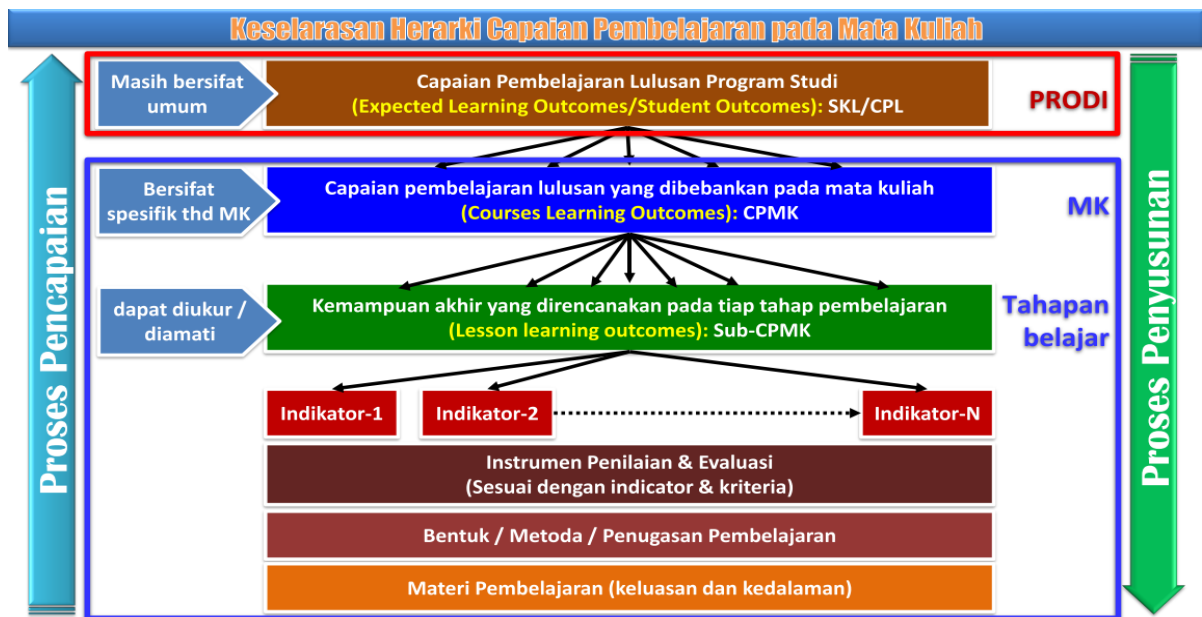 Keselarasan Herarki Capaian Pembelajaran pada Mata Kuliah
Proses Pencapaian
Masih bersifat
umum
Capaian Pembelajaran Lulusan Program Studi
(Expected Learning Outcomes/Student Outcomes): SKL/CPL
PRODI
Bersifat
spesifik thd MK
Capaian pembelajaran lulusan yang dibebankan pada mata kuliah
(Courses Learning Outcomes): CPMK
MK
dapat diukur /
diamati
Kemampuan akhir yang direncanakan pada tiap tahap pembelajaran
(Lesson learning outcomes): Sub-CPMK
Tahapan
belajar
Indikator-1
Indikator-2
Indikator-N
Instrumen Penilaian & Evaluasi
(Sesuai dengan indicator & kriteria)
Bentuk / Metoda / Penugasan Pembelajaran
Materi Pembelajaran (keluasan dan kedalaman)
Proses Penyusunan